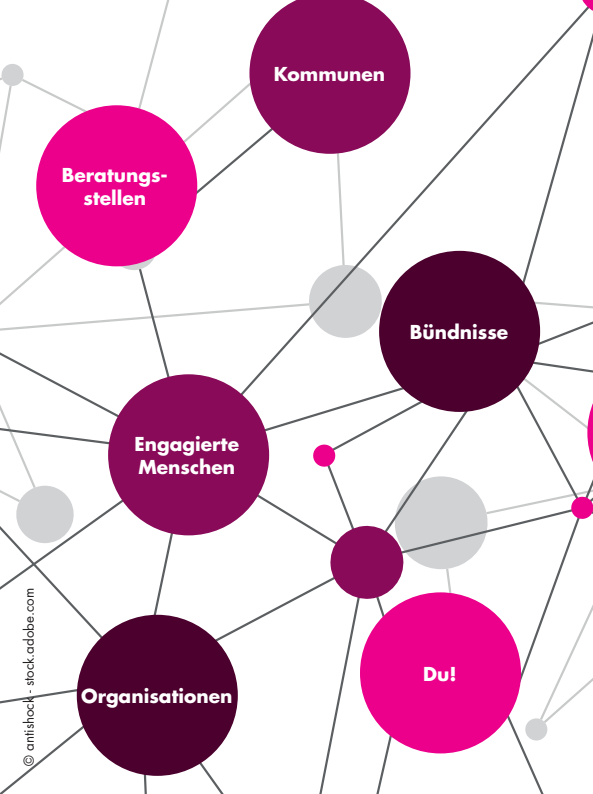 Kommunen
Beratungs-
stellen
Bündnisse
Engagierte
Menschen
Du!
Organisationen
© antishock - stock.adobe.com